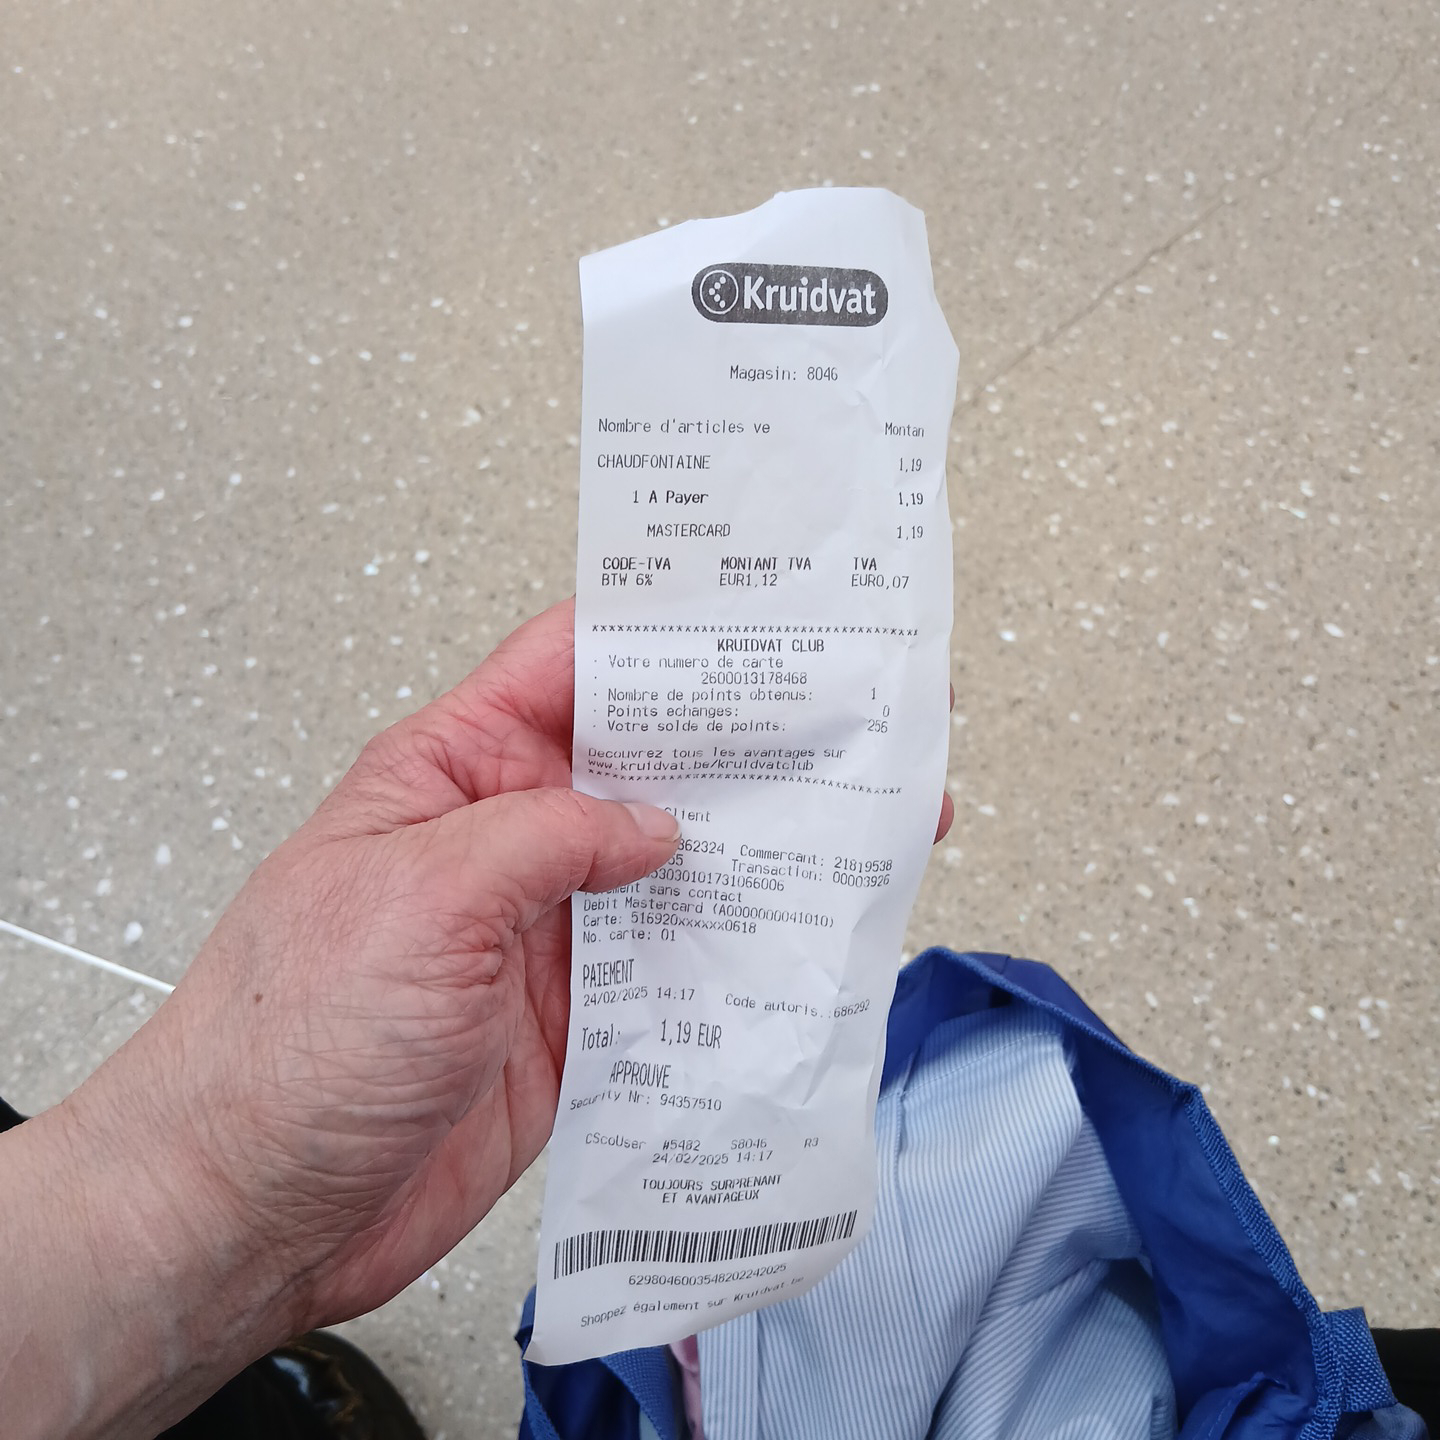 Kruidvat
Magasin: 8046
Nombre d'articles ve Montan
CHAUDFONTAINE 1,19
1 A Payer 1,19
MASTERCARD 1,19
CODE-TVA MONTANT TVA TVA
BTW 6% EUR1,12 EUR0,07
KRUIDVAT CLUB
· Votre numero de carte
· 2600013178468
· Nombre de points obtenus: 1
· Points echanges: 0
· Votre solde de points: 256
Decouvrez tous les avantages sur
www.kruidvat.be/kruidvatclub
Client
362324 Commercant: 21819538
Transaction: 00003926
53030101731066006
Paiement sans contact
Debit Mastercard (A0000000041010)
Carte: 516920xxxxxx0618
No. carte: 01
PAIEMENT
24/02/2025 14:17 Code autoris.:686292
Total: 1,19 EUR
APPROUVE
Security Nr: 94357510
CScoUser #5482 S8046 R3
24/02/2025 14:17
TOUJOURS SURPRENANT
ET AVANTAGEUX
6298046003548202242025
Shoppez également sur Kruidvat.be